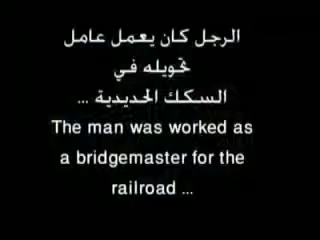 الرجل كان يعمل عامل
تحويله في
السكك الحديدية ...
The man was worked as
a bridgemaster for the
railroad ...